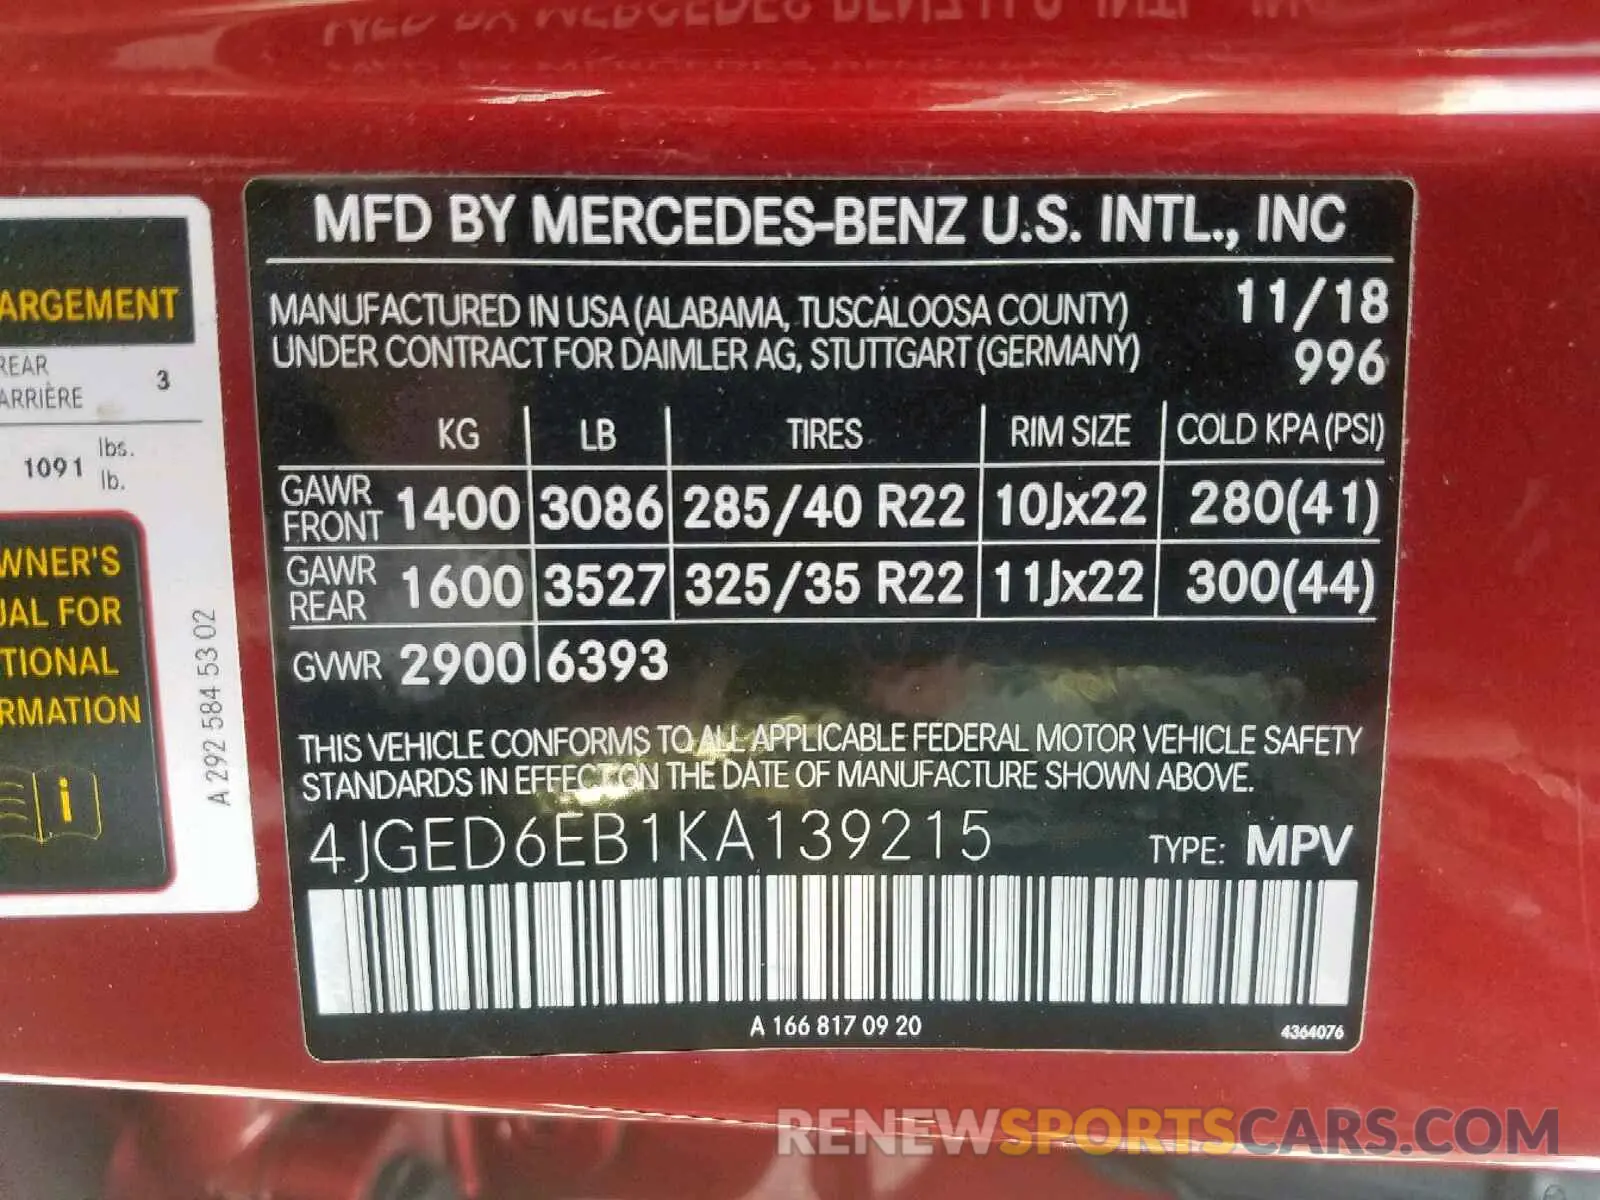 MFD BY MERCEDES-BENZ U.S. INTL., INC
MANUFACTURED IN USA (ALABAMA, TUSCALOOSA COUNTY) 11/18
UNDER CONTRACT FOR DAIMLER AG, STUTTGART (GERMANY) 996
KG LB TIRES RIM SIZE COLD KPA (PSI)
GAWR FRONT 1400 3086 285/40 R22 10Jx22 280(41)
GAWR REAR 1600 3527 325/35 R22 11Jx22 300(44)
GVWR 2900 6393
THIS VEHICLE CONFORMS TO ALL APPLICABLE FEDERAL MOTOR VEHICLE SAFETY
STANDARDS IN EFFECT ON THE DATE OF MANUFACTURE SHOWN ABOVE.
4JGED6EB1KA139215 TYPE: MPV
A 166 817 09 20 4364076
ARGEMENT
REAR
ARRIÈRE 3
1091 lbs.
lb.
WNER'S
UAL FOR
TIONAL
RMATION
i
A 292 584 53 02
RENEWSPORTSCARS.COM